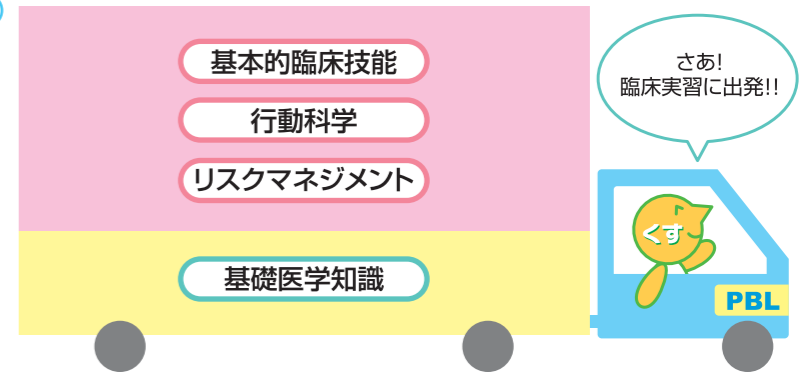 基本的臨床技能
行動科学
リスクマネジメント
基礎医学知識
さあ!
臨床実習に出発!!
くす
PBL